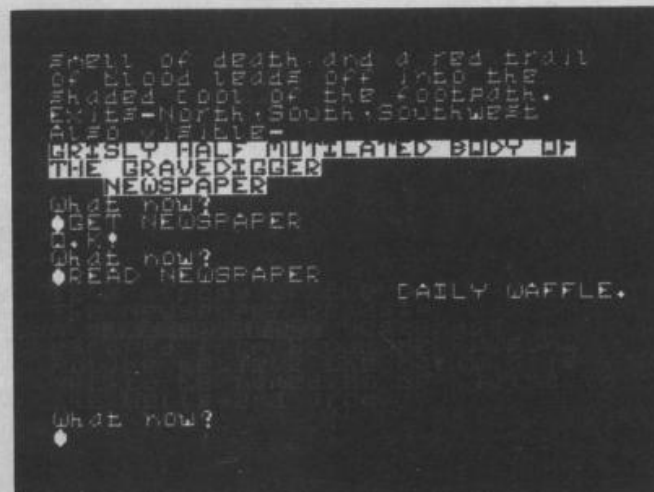 smell of death and a red trail
of blood leads off into the
shaded cool of the footpath.
Exits-North,South,Southwest
Also visible-
GRISLY HALF MUTILATED BODY OF
THE GRAVEDIGGER
NEWSPAPER
What now?
GET NEWSPAPER
O.K.
What now?
READ NEWSPAPER
DAILY WAFFLE.
What now?